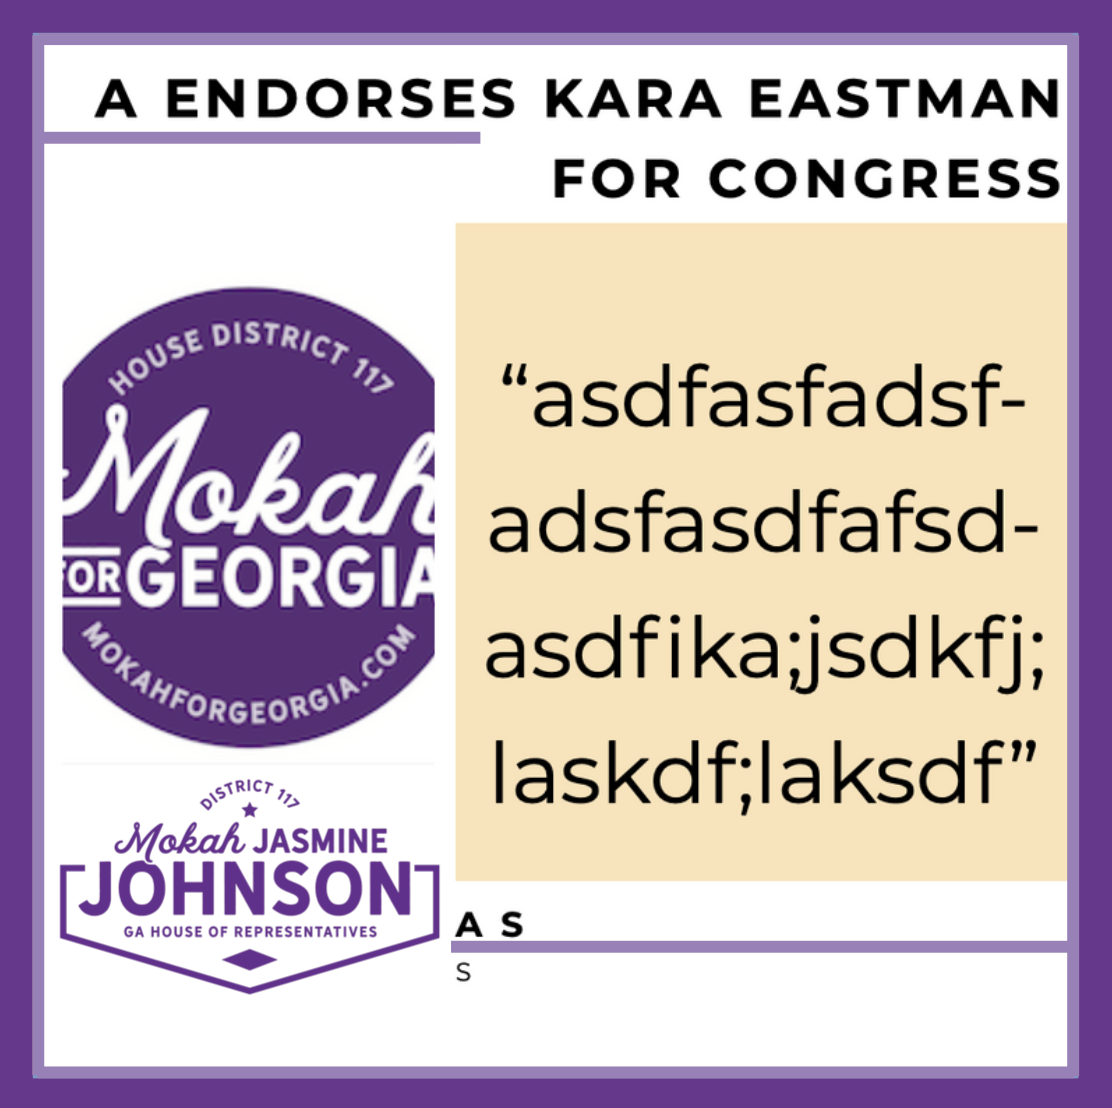 A ENDORSES KARA EASTMAN
FOR CONGRESS
HOUSE DISTRICT 117
Mokah
FOR GEORGIA
MOKAHFORGEORGIA.COM
DISTRICT 117
Mokah JASMINE
JOHNSON
GA HOUSE OF REPRESENTATIVES
“asdfasfadsf-
adsfasdfafsd-
asdfika;jsdkfj;
laskdf;laksdf”
A S
S